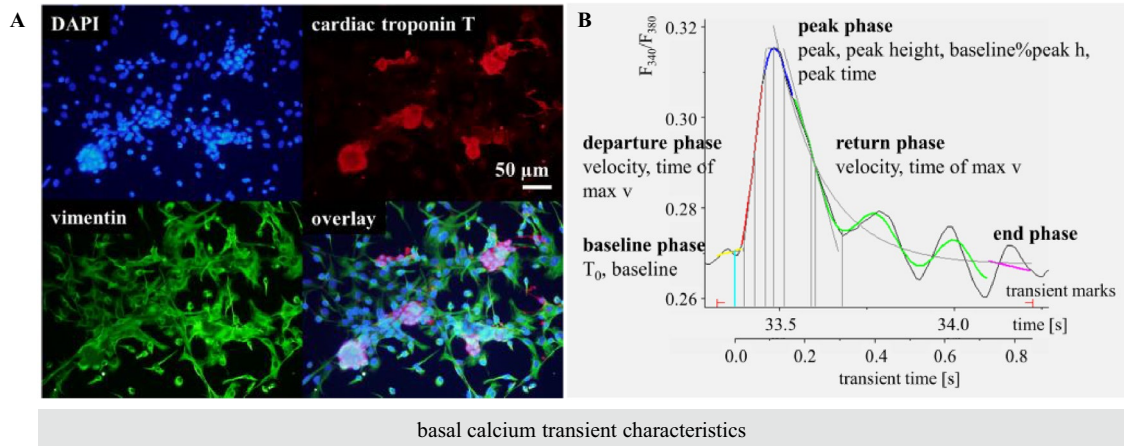 A
DAPI
cardiac troponin T
50 µm
vimentin
overlay
B
F340/F380
0.32
0.30
0.28
0.26
peak phase
peak, peak height, baseline%peak h,
peak time
departure phase
velocity, time of
max v
return phase
velocity, time of max v
baseline phase
T0, baseline
end phase
transient marks
33.5
34.0
time [s]
0.0
0.2
0.4
0.6
0.8
transient time [s]
basal calcium transient characteristics